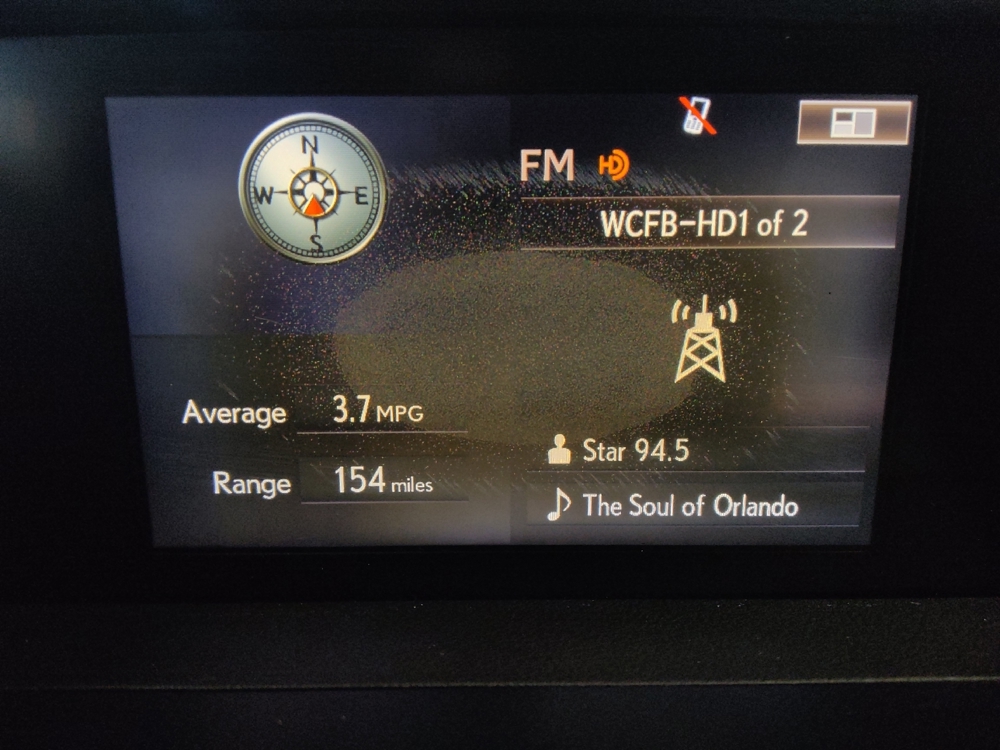 N
W E
S
FM HD
WCFB-HD1 of 2
Average 3.7 MPG
Range 154 miles
Star 94.5
The Soul of Orlando